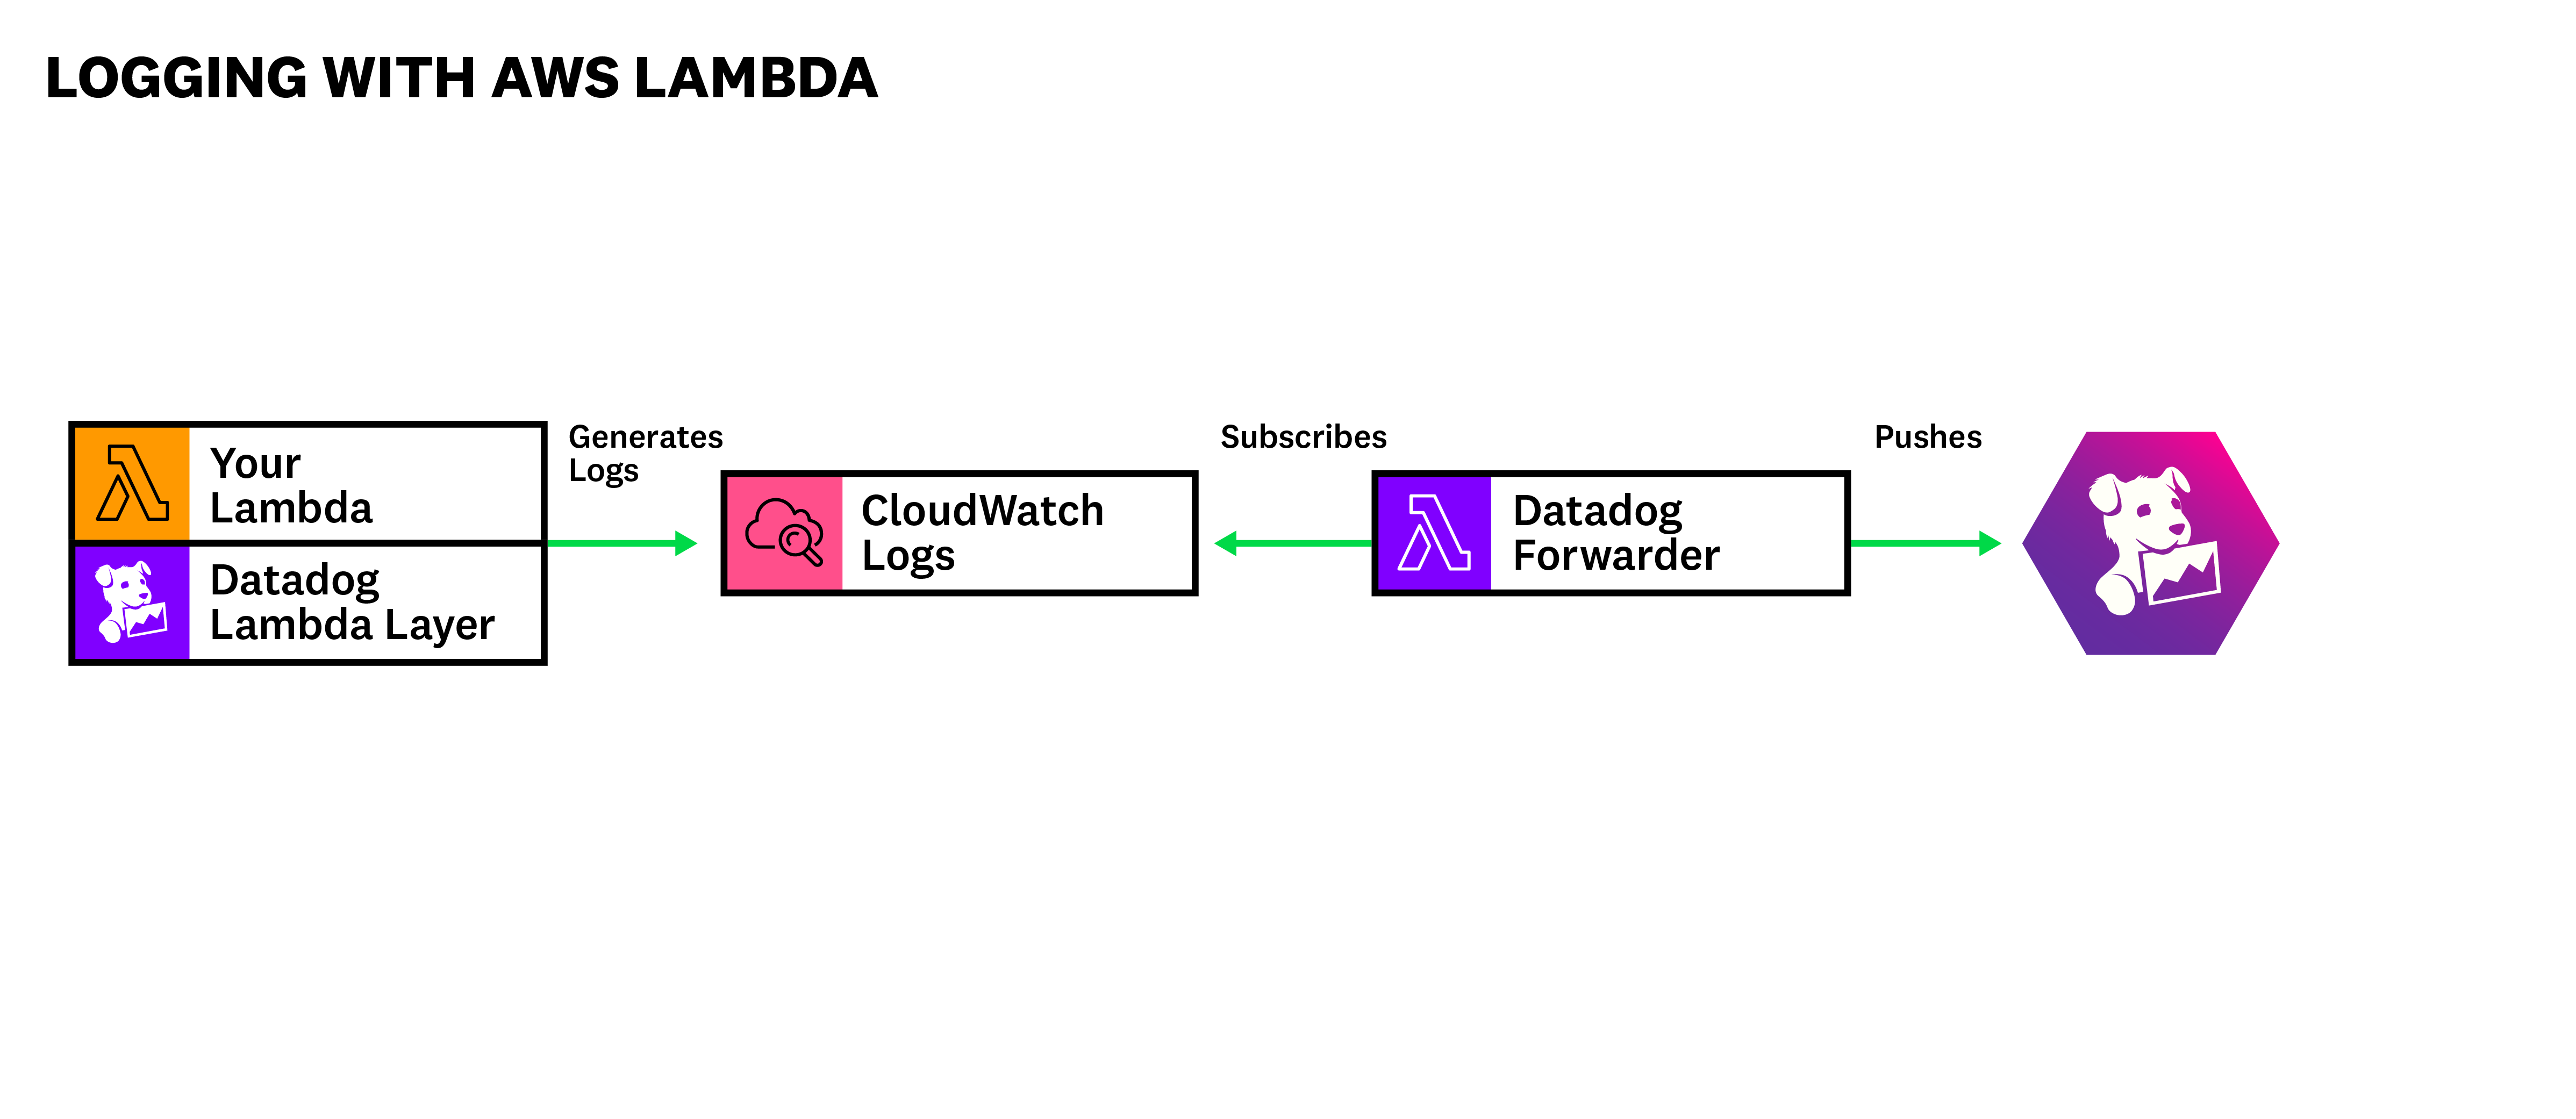 LOGGING WITH AWS LAMBDA
Your
Lambda
Datadog
Lambda Layer
Generates
Logs
CloudWatch
Logs
Subscribes
Datadog
Forwarder
Pushes